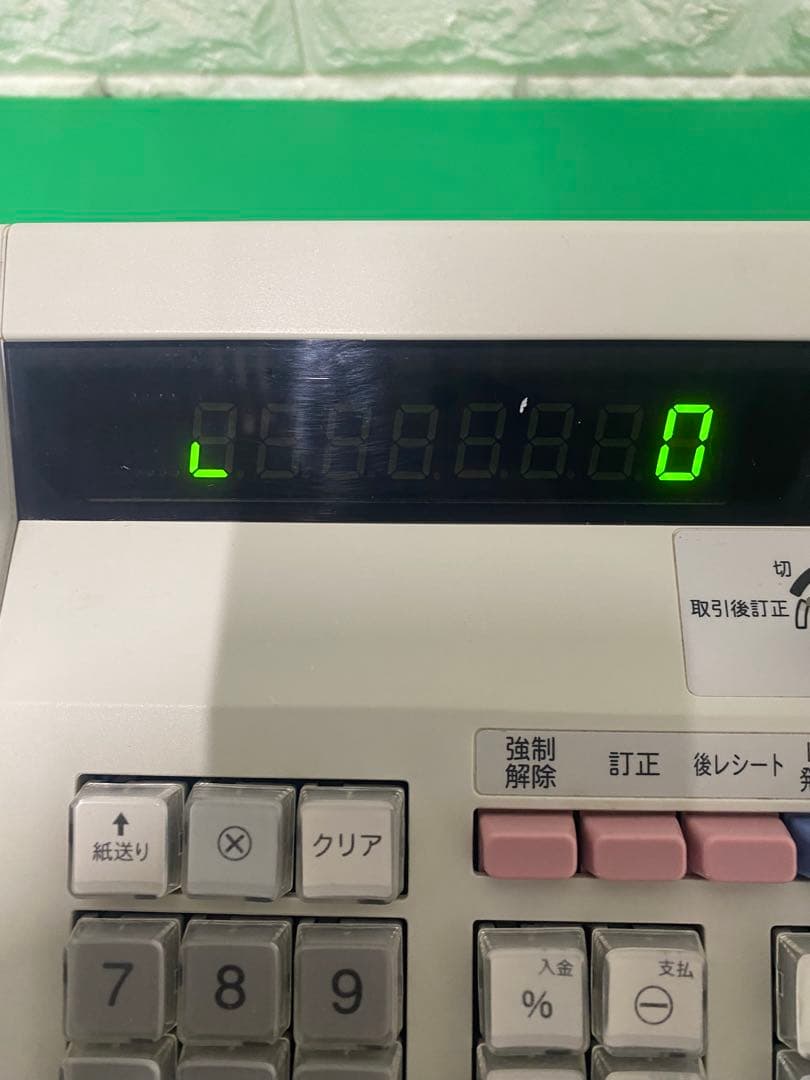 L 0
切
取引後訂正
強制
解除
訂正
後レシート
↑
紙送り
⊗
クリア
7
8
9
入金
%
支払
⊖